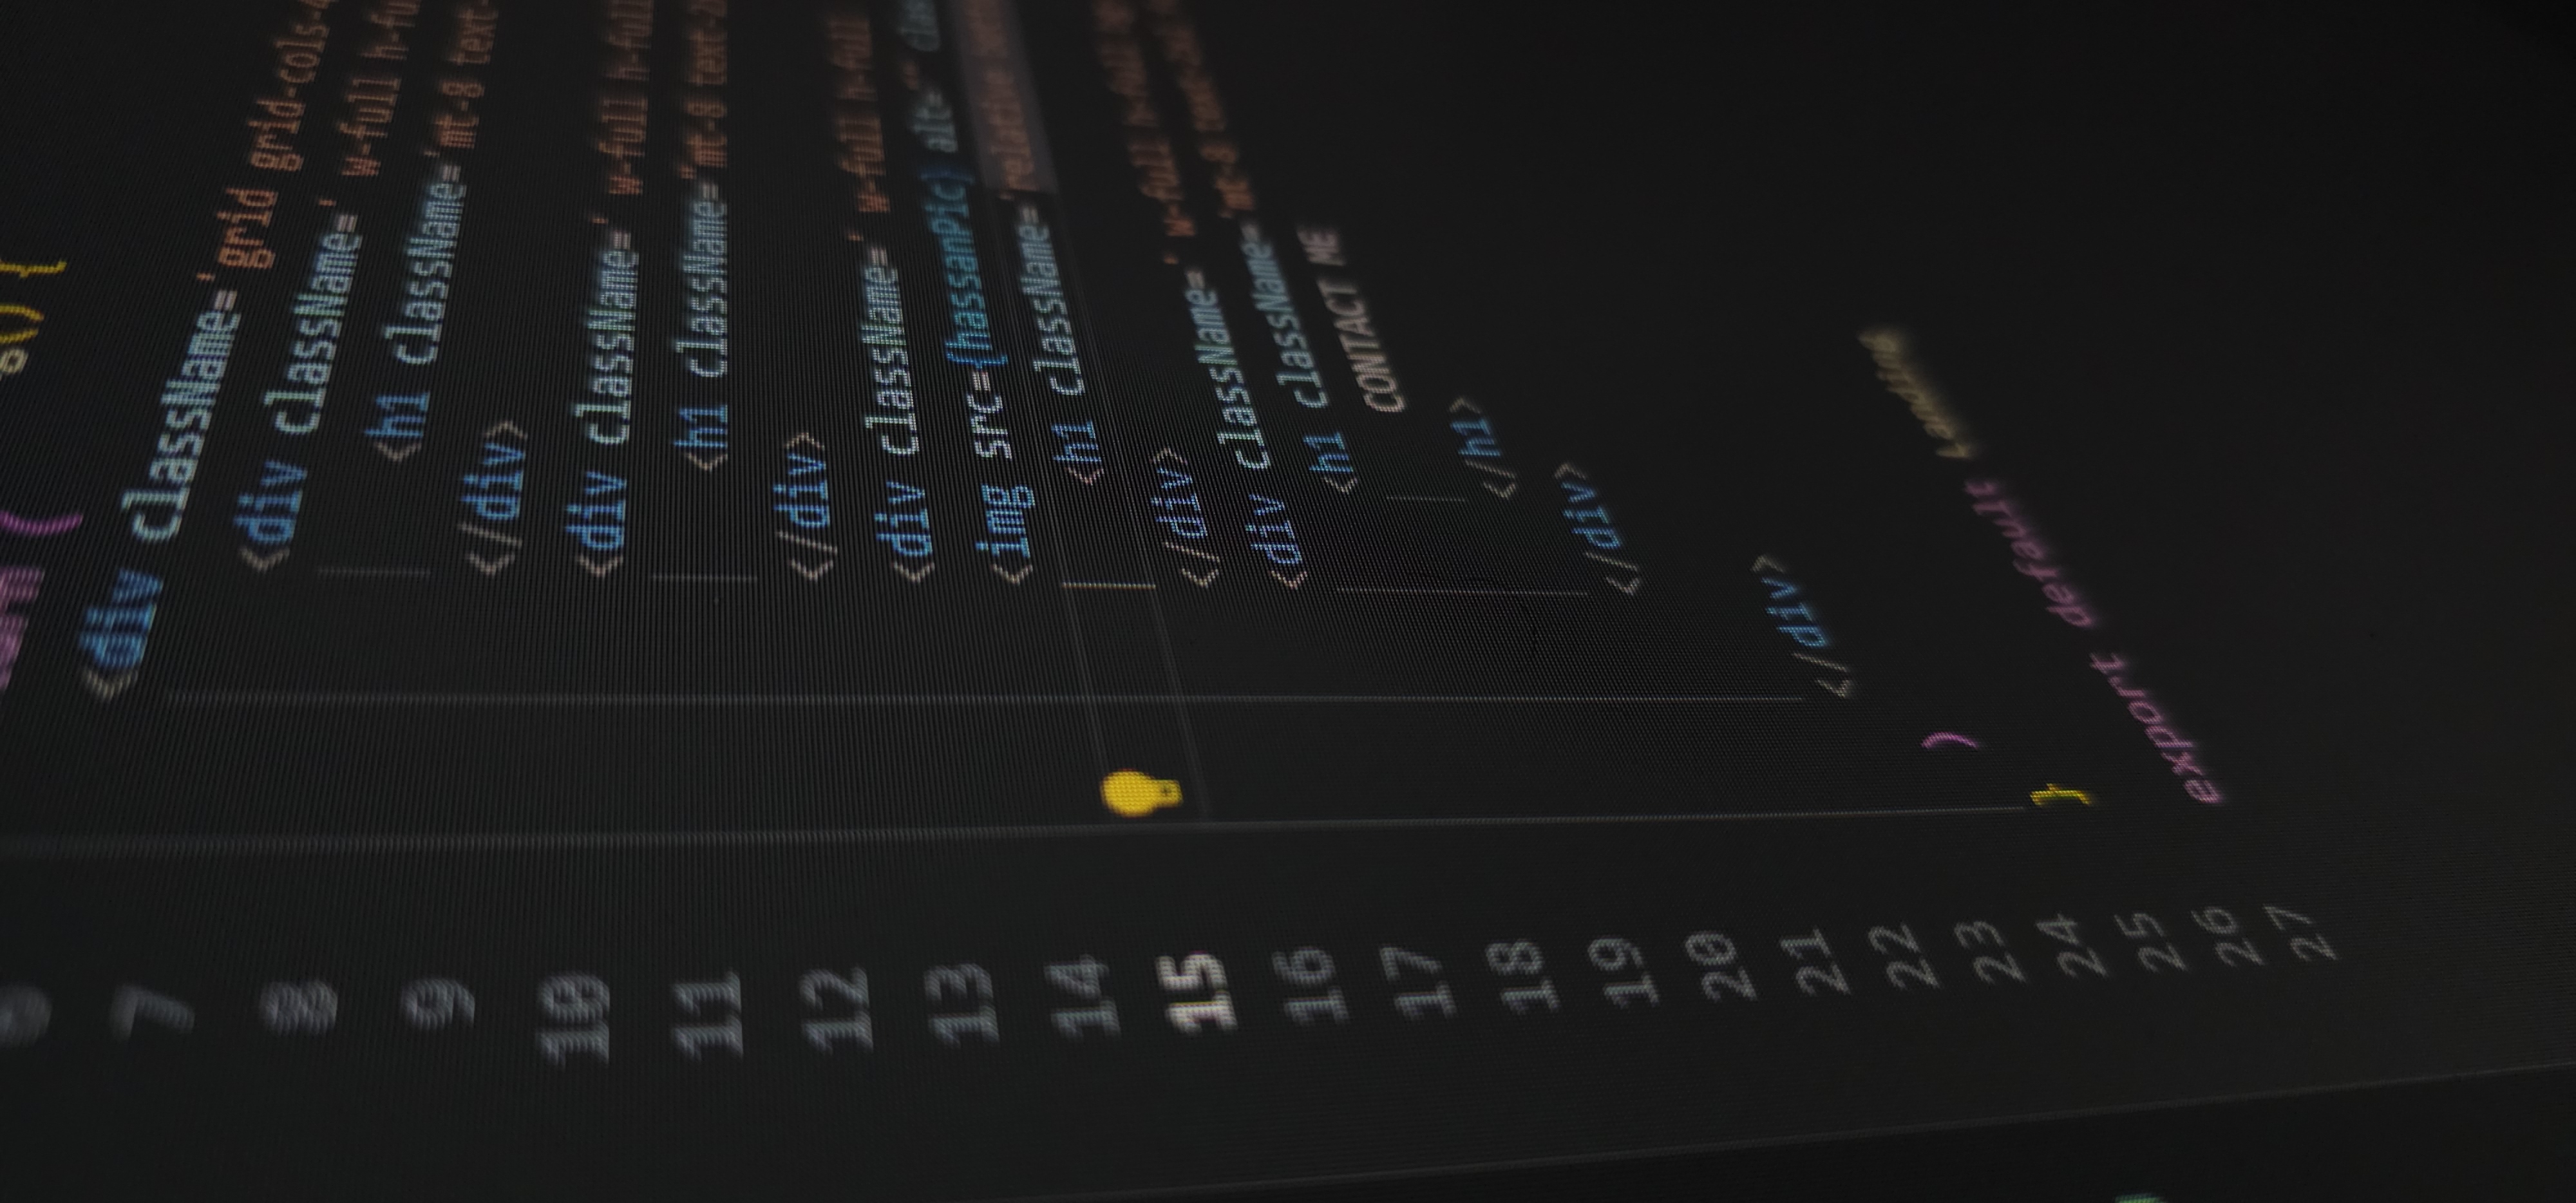 () {
(
7 <div className='grid grid-cols-
8 <div className=' w-full
9 <h1 className='mt-8 text-
10 </div>
11 <div className=' w-full h-full
12 <h1 className="mt-8 text-2
13 </div>
14 <div className=' w-full h-full
<img src={hassanPic} alt=""
15 <h1 className='relative
16 </div>
17 <div className=' w-full h-full
18 <h1 className='mt-8
19 CONTACT ME
20 </h1>
21 </div>
22
23 </div>
24 )
25 }
26 export default Landing
27